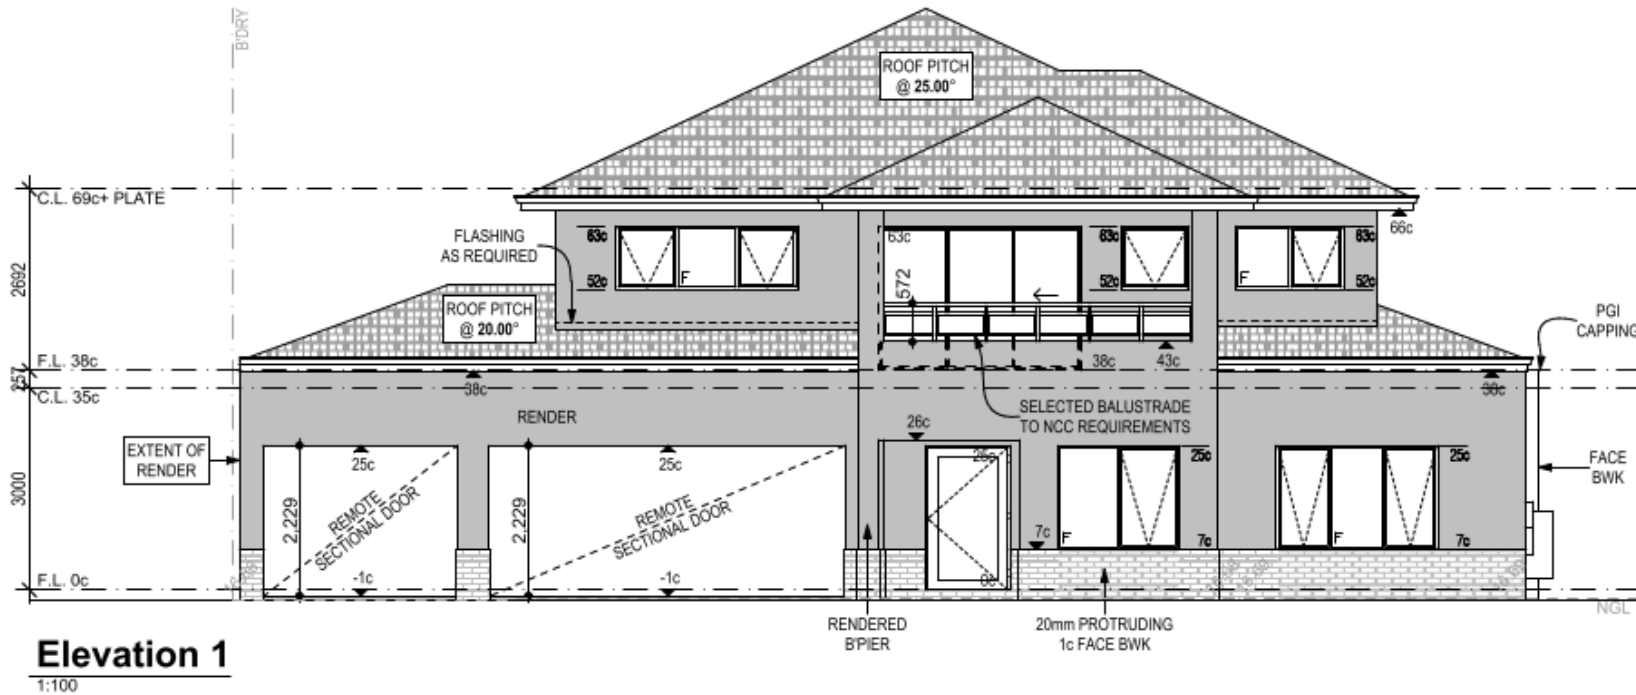 B'DRY
ROOF PITCH
@ 25.00°
C.L. 69c+ PLATE
66c
FLASHING
AS REQUIRED
63c
52c
F
63c
63c
52c
63c
52c
F
2692
572
ROOF PITCH
@ 20.00°
PGI
CAPPING
F.L. 38c
38c
38c
43c
38c
257
C.L. 35c
RENDER
SELECTED BALUSTRADE
TO NCC REQUIREMENTS
26c
EXTENT OF
RENDER
25c
25c
25c
25c
25c
FACE
BWK
3000
2,229
REMOTE
SECTIONAL DOOR
2,229
REMOTE
SECTIONAL DOOR
7c
F
7c
F
7c
F.L. 0c
-1c
-1c
0c
NGL
RENDERED
B'PIER
20mm PROTRUDING
1c FACE BWK
Elevation 1
1:100